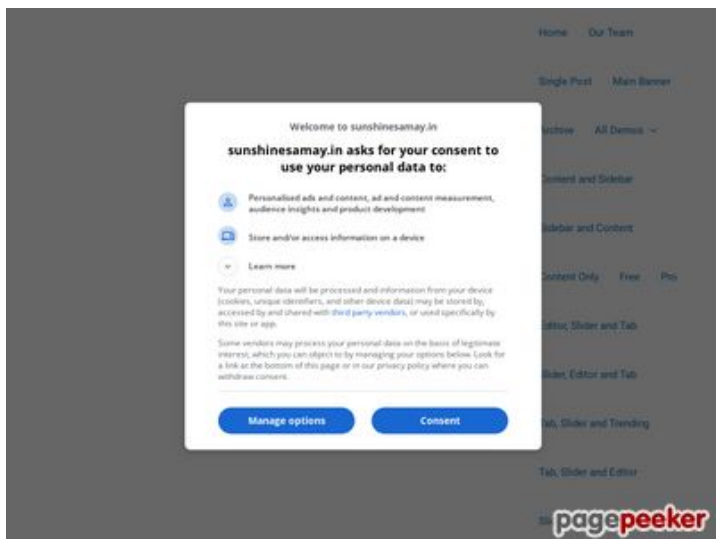 Home Our Team
Single Post Main Banner
Archive All Demos
Content and Sidebar
Sidebar and Content
Content Only Free Pro
Editor, Slider and Tab
Slider, Editor and Tab
Tab, Slider and Trending
Tab, Slider and Editor
Welcome to sunshinesamay.in
sunshinesamay.in asks for your consent to
use your personal data to:
Personalised ads and content, ad and content measurement,
audience insights and product development
Store and/or access information on a device
Learn more
Your personal data will be processed and information from your device
(cookies, unique identifiers, and other device data) may be stored by,
accessed by and shared with third party vendors, or used specifically by
this site or app.
Some vendors may process your personal data on the basis of legitimate
interest, which you can object to by managing your options below. Look for
a link at the bottom of this page or in our privacy policy where you can
withdraw consent.
Manage options Consent
pagepeeker